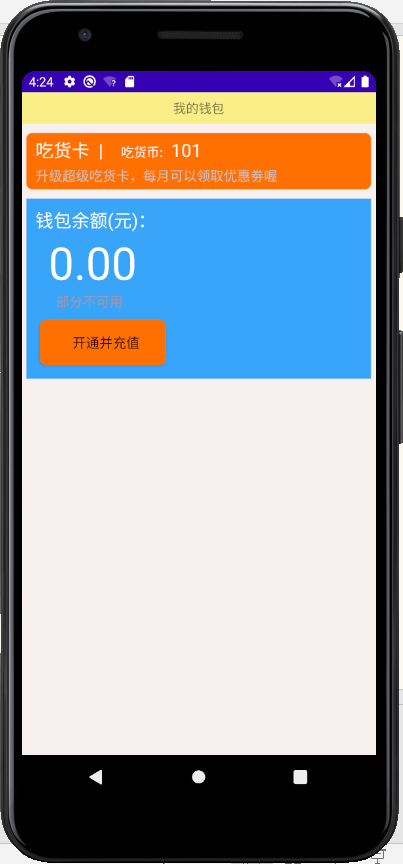 4:24
我的钱包
吃货卡 | 吃货币: 101
升级超级吃货卡，每月可以领取优惠券喔
钱包余额(元):
0.00
部分不可用
开通并充值